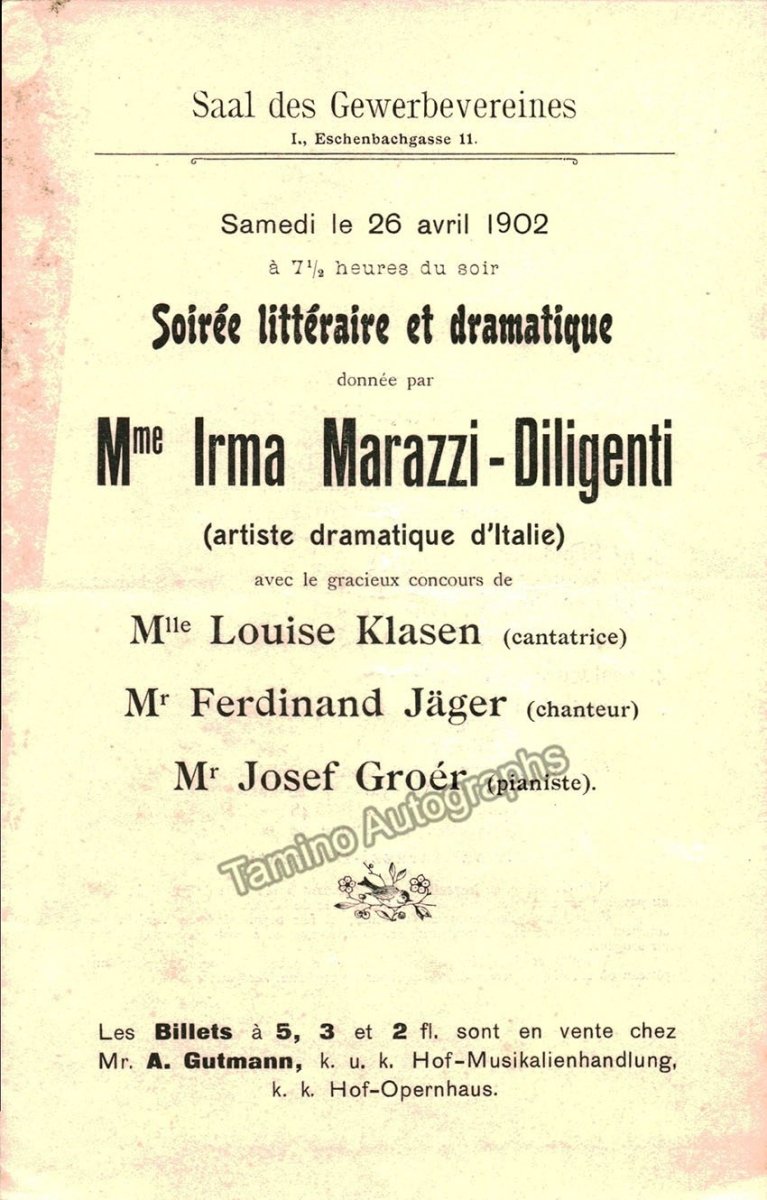 Saal des Gewerbevereines
I., Eschenbachgasse 11.
Samedi le 26 avril 1902
à 7 1/2 heures du soir
Soirée littéraire et dramatique
donnée par
Mme Irma Marazzi-Diligenti
(artiste dramatique d'Italie)
avec le gracieux concours de
Mlle Louise Klasen (cantatrice)
Mr Ferdinand Jäger (chanteur)
Mr Josef Groér (pianiste).
Tamino Autographs
Les Billets à 5, 3 et 2 fl. sont en vente chez
Mr. A. Gutmann, k. u. k. Hof-Musikalienhandlung,
k. k. Hof-Opernhaus.